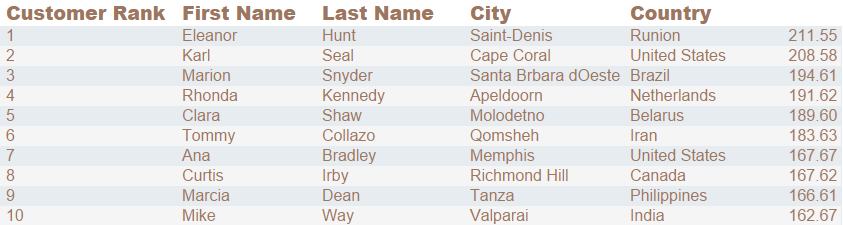 Customer Rank First Name Last Name City Country
1 Eleanor Hunt Saint-Denis Runion 211.55
2 Karl Seal Cape Coral United States 208.58
3 Marion Snyder Santa Brbara dOeste Brazil 194.61
4 Rhonda Kennedy Apeldoorn Netherlands 191.62
5 Clara Shaw Molodetno Belarus 189.60
6 Tommy Collazo Qomsheh Iran 183.63
7 Ana Bradley Memphis United States 167.67
8 Curtis Irby Richmond Hill Canada 167.62
9 Marcia Dean Tanza Philippines 166.61
10 Mike Way Valparai India 162.67